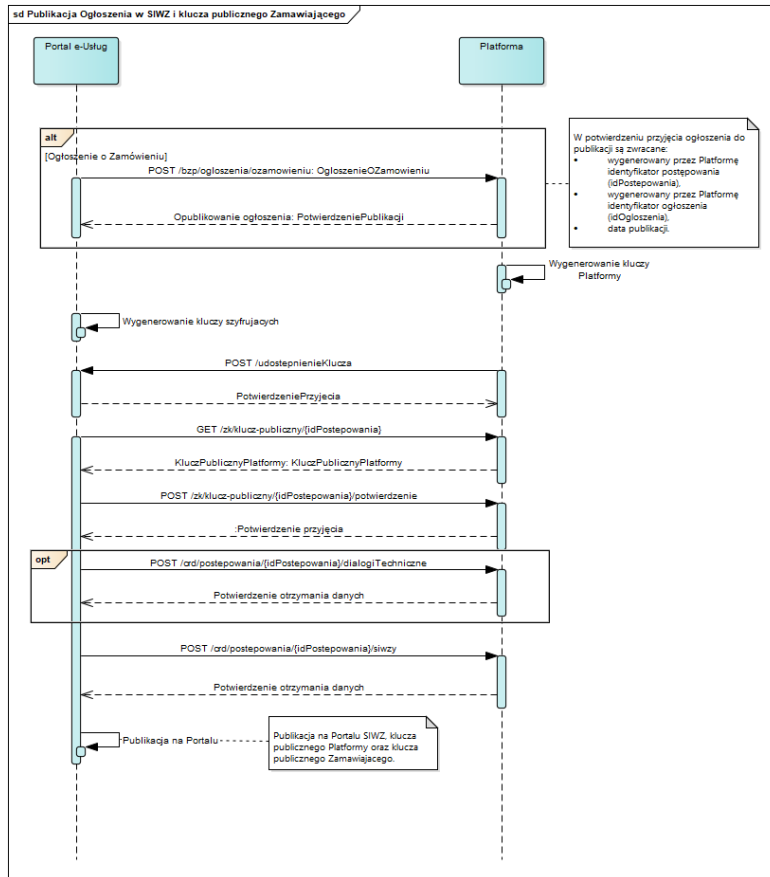 sd Publikacja Ogłoszenia w SIWZ i klucza publicznego Zamawiającego
Portal e-Usług
Platforma
alt
[Ogłoszenie o Zamówieniu]
POST /bzp/ogloszenia/ozamowieniu: OgloszenieOZamowieniu
Opublikowanie ogłoszenia: PotwierdzeniePublikacji
W potwierdzeniu przyjęcia ogłoszenia do
publikacji są zwracane:
• wygenerowany przez Platformę
identyfikator postępowania
(idPostepowania),
• wygenerowany przez Platformę
identyfikator ogłoszenia
(idOgloszenia),
• data publikacji.
Wygenerowanie kluczy
Platformy
Wygenerowanie kluczy szyfrujacych
POST /udostepnienieKlucza
PotwierdzeniePrzyjecia
GET /zk/klucz-publiczny/{idPostepowania}
KluczPublicznyPlatformy: KluczPublicznyPlatformy
POST /zk/klucz-publiczny/{idPostepowania}/potwierdzenie
:Potwierdzenie przyjęcia
opt
POST /crd/postepowania/{idPostepowania}/dialogiTechniczne
Potwierdzenie otrzymania danych
POST /crd/postepowania/{idPostepowania}/siwzy
Potwierdzenie otrzymania danych
Publikacja na Portalu
Publikacja na Portalu SIWZ, klucza
publicznego Platformy oraz klucza
publicznego Zamawiajacego.